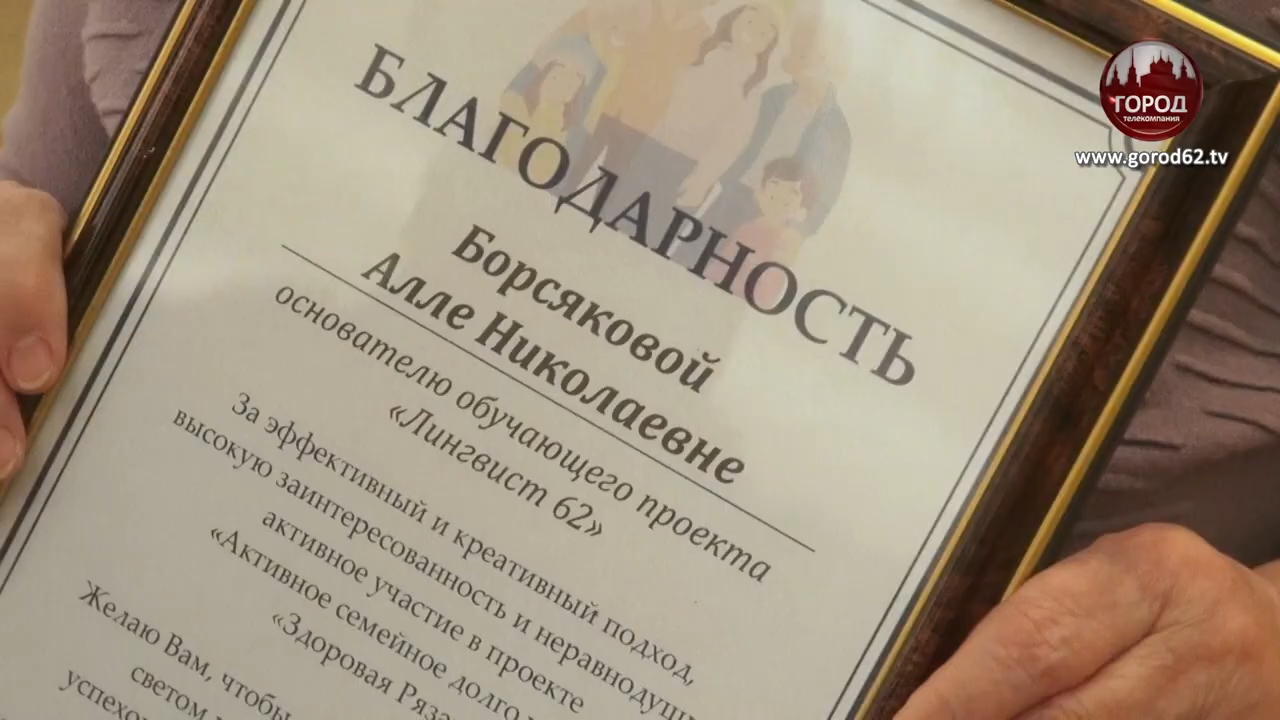 ГОРОД
телекомпания
www.gorod62.tv
БЛАГОДАРНОСТЬ
Борсяковой
Алле Николаевне
основателю обучающего проекта
«Лингвист 62»
За эффективный и креативный подход,
высокую заинтересованность и неравнодуш
активное участие в проекте
«Активное семейное долго
«Здоровая Ряза
Желаю Вам, чтобы
светом
успехо